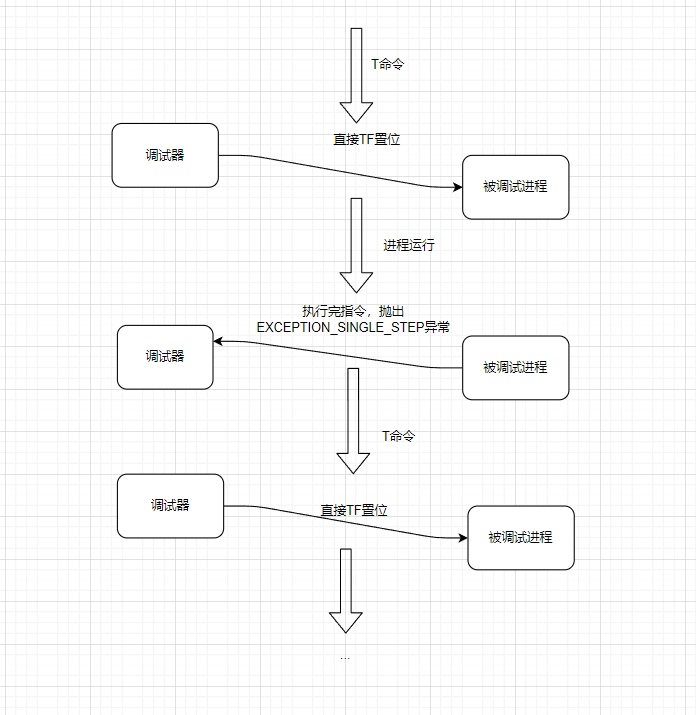 T命令
直接TF置位
调试器
被调试进程
进程运行
执行完指令，抛出
EXCEPTION_SINGLE_STEP异常
调试器
被调试进程
T命令
调试器
直接TF置位
被调试进程
...